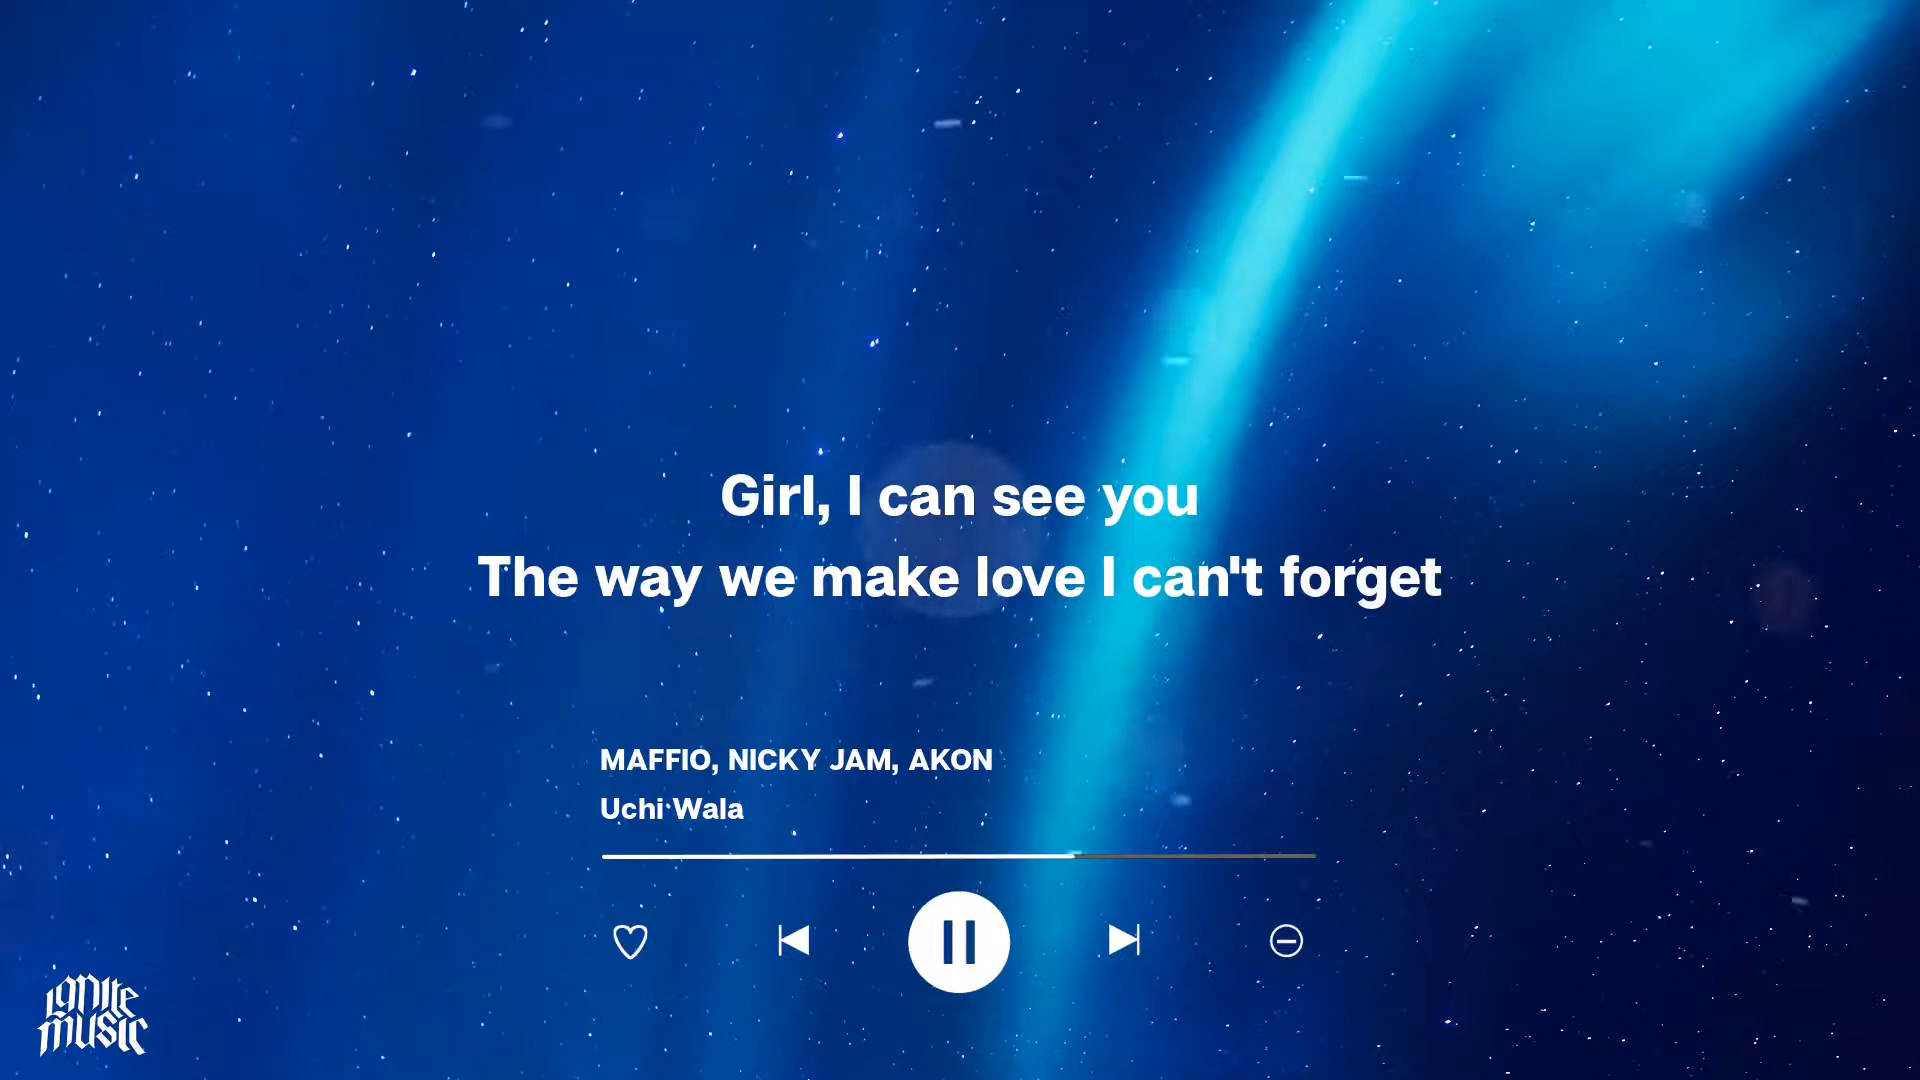 Girl, I can see you
The way we make love I can't forget
MAFFIO, NICKY JAM, AKON
Uchi Wala
ignite
music